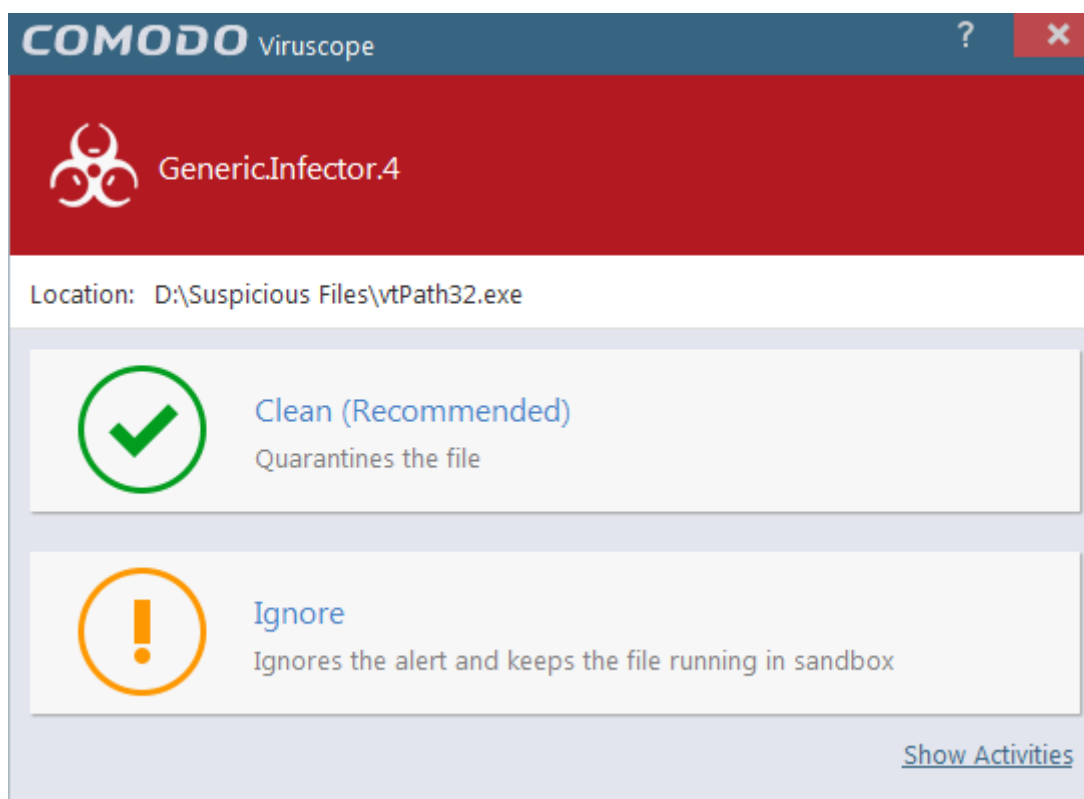 COMODO Viruscope ?
Generic.Infector.4
Location: D:\Suspicious Files\vtPath32.exe
Clean (Recommended)
Quarantines the file
Ignore
Ignores the alert and keeps the file running in sandbox
Show Activities